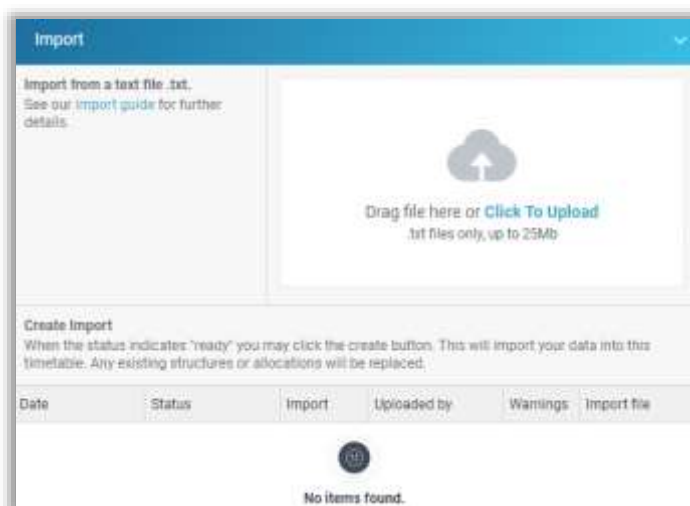 Import
Import from a text file .txt.
See our import guide for further
details.
Drag file here or Click To Upload
.txt files only, up to 25Mb
Create Import
When the status indicates "ready" you may click the create button. This will import your data into this
timetable. Any existing structures or allocations will be replaced.
Date Status Import Uploaded by Warnings Import file
No items found.